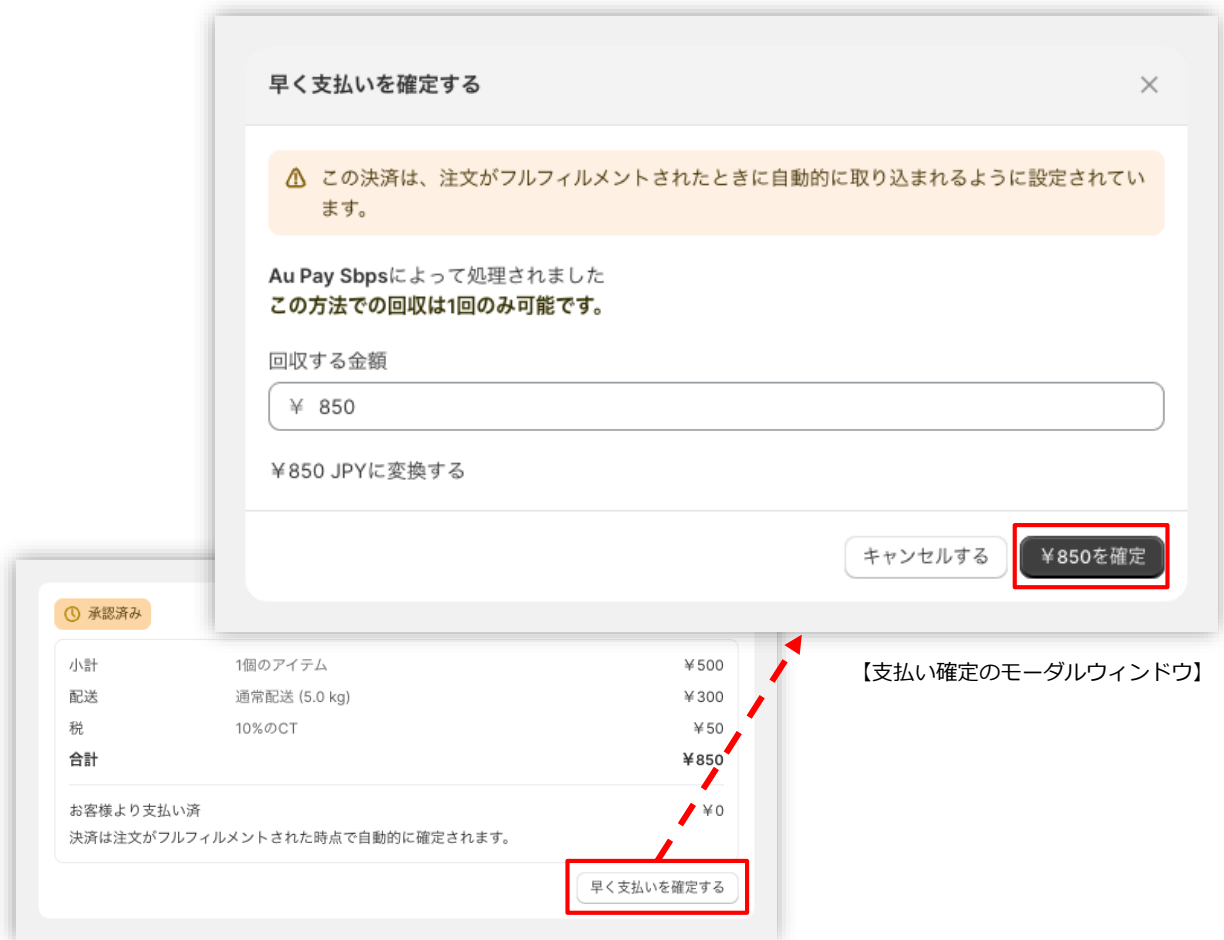 早く支払いを確定する
この決済は、注文がフルフィルメントされたときに自動的に取り込まれるように設定されてい
ます。
Au Pay Sbpsによって処理されました
この方法での回収は1回のみ可能です。
回収する金額
¥ 850
¥850 JPYに変換する
キャンセルする ¥850を確定
【支払い確定のモーダルウィンドウ】
承認済み
小計 1個のアイテム ¥500
配送 通常配送 (5.0 kg) ¥300
税 10%のCT ¥50
合計 ¥850
お客様より支払い済 ¥0
決済は注文がフルフィルメントされた時点で自動的に確定されます。
早く支払いを確定する